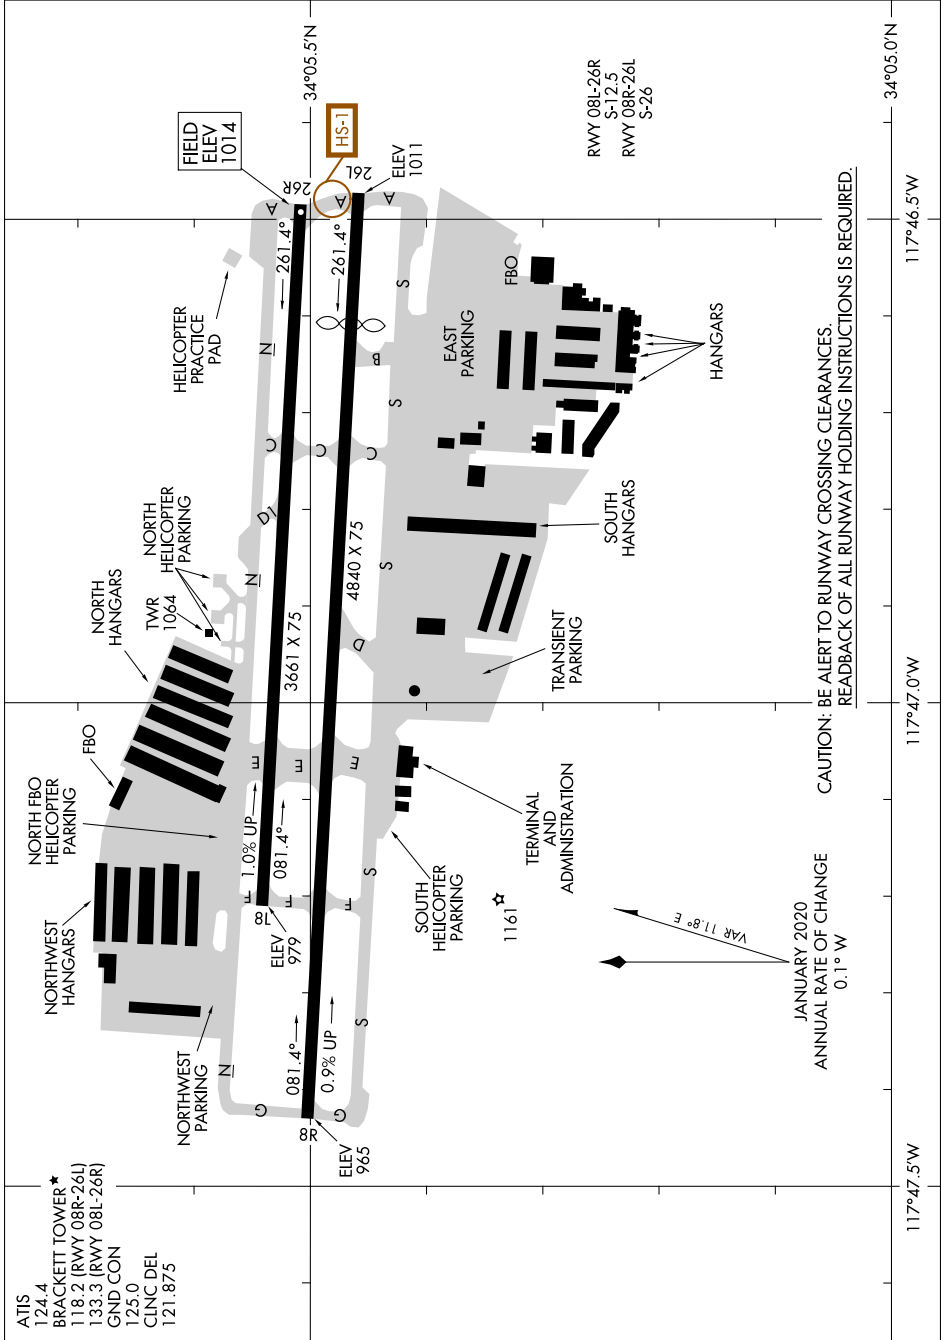 ATIS
124.4
BRACKETT TOWER★
118.2 (RWY 08R-26L)
133.3 (RWY 08L-26R)
GND CON
125.0
CLNC DEL
121.875
NORTHWEST
HANGARS
NORTH FBO
HELICOPTER
PARKING
FBO
NORTH
HANGARS
TWR
1064
NORTH
HELICOPTER
PARKING
HELICOPTER
PRACTICE
PAD
FIELD
ELEV
1014
HS-1
34°05.5'N
NORTHWEST
PARKING
N
N
N
G
G
F
F
F
E
E
E
D1
D
C
C
C
B
A
A
A
S
S
S
S
S
8L
26R
8R
26L
1.0% UP
081.4°
3661 X 75
261.4°
ELEV
979
081.4°
0.9% UP
4840 X 75
261.4°
ELEV
965
ELEV
1011
SOUTH
HELICOPTER
PARKING
1161
TERMINAL
AND
ADMINISTRATION
TRANSIENT
PARKING
SOUTH
HANGARS
EAST
PARKING
FBO
HANGARS
RWY 08L-26R
S-12.5
RWY 08R-26L
S-26
VAR 11.8° E
JANUARY 2020
ANNUAL RATE OF CHANGE
0.1° W
CAUTION: BE ALERT TO RUNWAY CROSSING CLEARANCES.
READBACK OF ALL RUNWAY HOLDING INSTRUCTIONS IS REQUIRED.
34°05.0'N
117°47.5'W
117°47.0'W
117°46.5'W